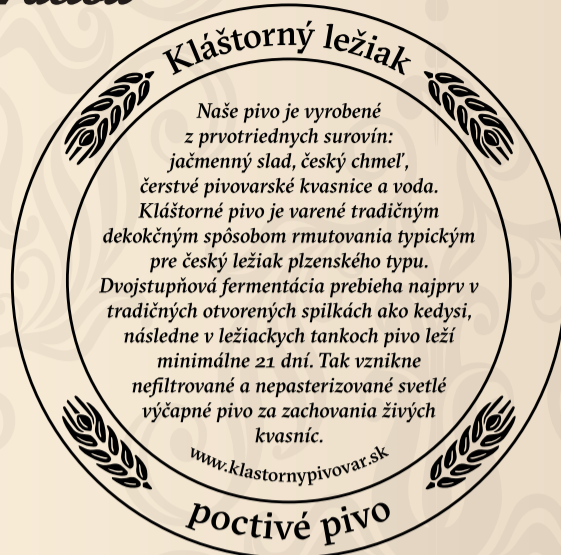 Kláštorný ležiak
Naše pivo je vyrobené
z prvotriednych surovín:
jačmenný slad, český chmeľ,
čerstvé pivovarské kvasnice a voda.
Kláštorné pivo je varené tradičným
dekokčným spôsobom rmutovania typickým
pre český ležiak plzenského typu.
Dvojstupňová fermentácia prebieha najprv v
tradičných otvorených spilkách ako kedysi,
následne v ležiackych tankoch pivo leží
minimálne 21 dní. Tak vznikne
nefiltrované a nepasterizované svetlé
výčapné pivo za zachovania živých
kvasníc.
www.klastornypivovar.sk
poctivé pivo